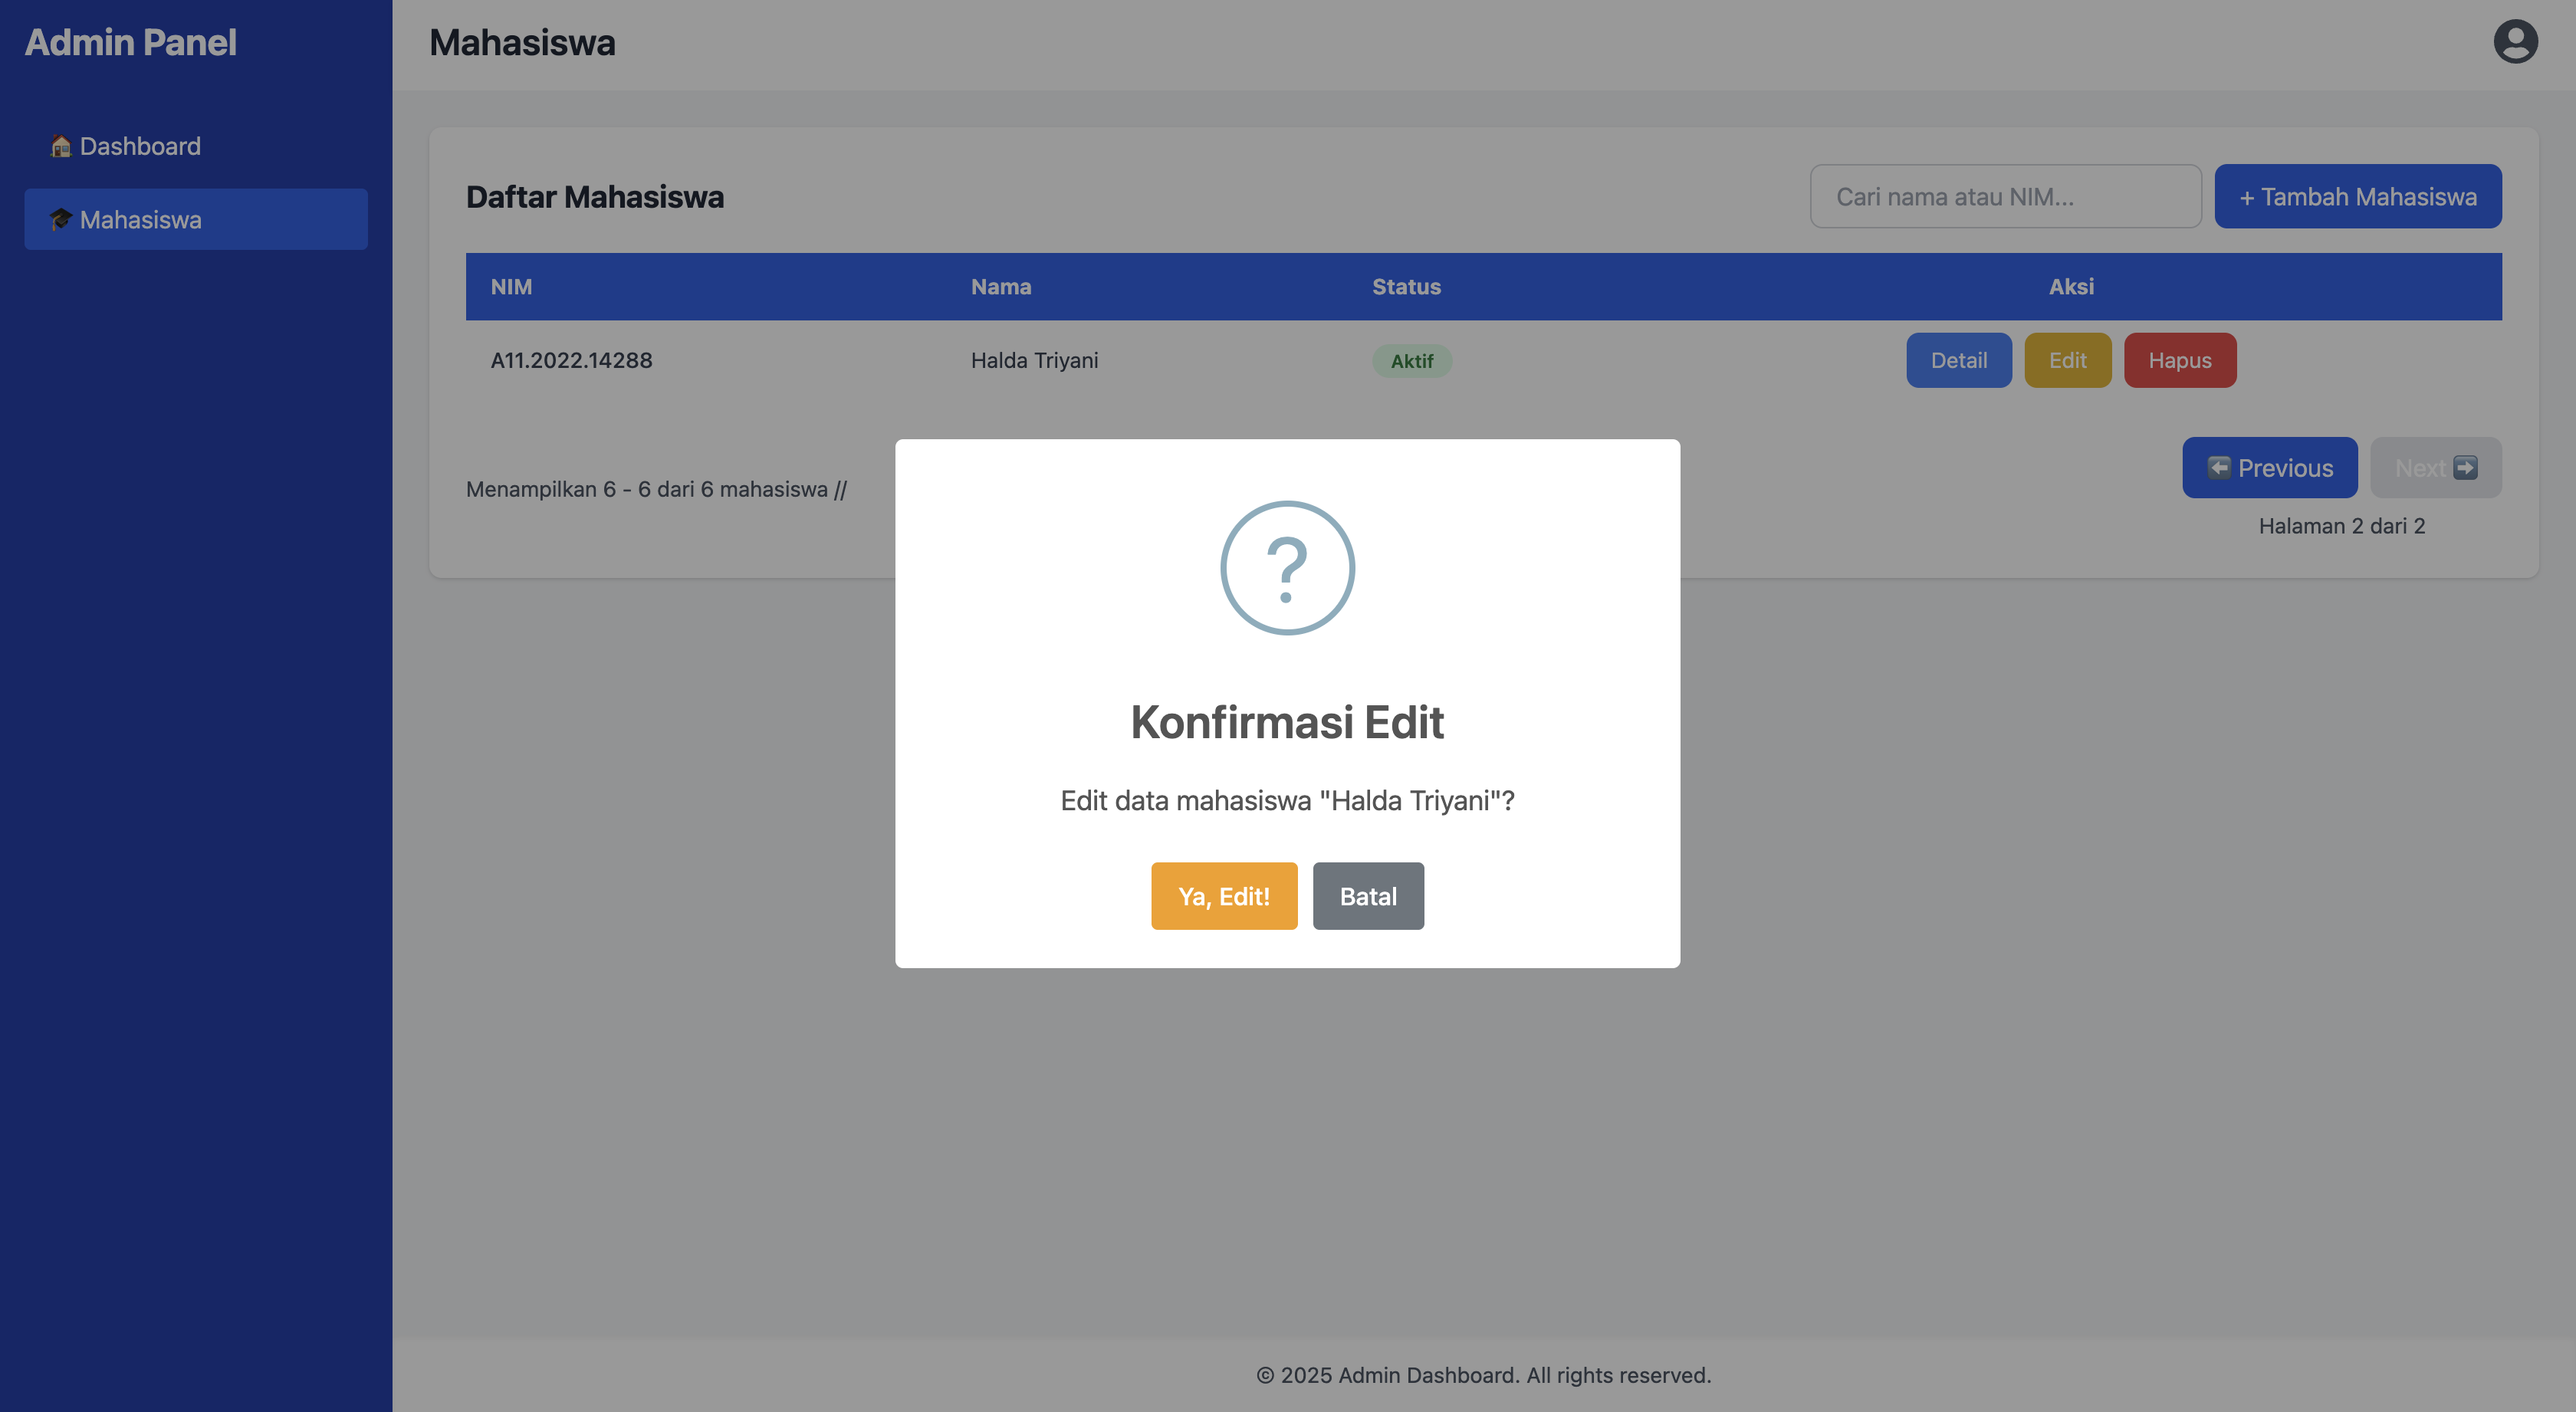 Admin Panel
Mahasiswa
Dashboard
Mahasiswa
Daftar Mahasiswa
Cari nama atau NIM...
+ Tambah Mahasiswa
NIM Nama Status Aksi
A11.2022.14288 Halda Triyani Aktif Detail Edit Hapus
Menampilkan 6 - 6 dari 6 mahasiswa //
Previous Next
Halaman 2 dari 2
?
Konfirmasi Edit
Edit data mahasiswa "Halda Triyani"?
Ya, Edit! Batal
© 2025 Admin Dashboard. All rights reserved.